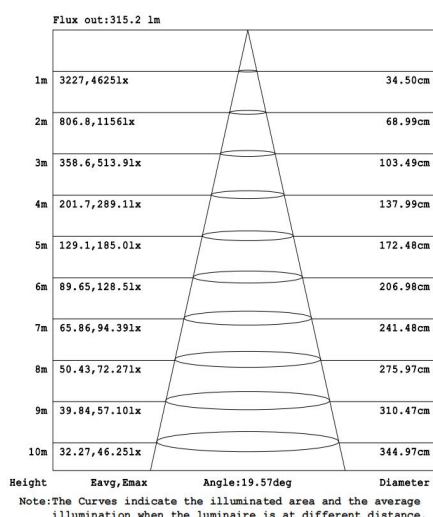 Flux out:315.2 lm
1m 3227,4625lx 34.50cm
2m 806.8,1156lx 68.99cm
3m 358.6,513.9lx 103.49cm
4m 201.7,289.1lx 137.99cm
5m 129.1,185.0lx 172.48cm
6m 89.65,128.5lx 206.98cm
7m 65.86,94.39lx 241.48cm
8m 50.43,72.27lx 275.97cm
9m 39.84,57.10lx 310.47cm
10m 32.27,46.25lx 344.97cm
Height Eavg,Emax Angle:19.57deg Diameter
Note:The Curves indicate the illuminated area and the average
illumination when the luminaire is at different distance.